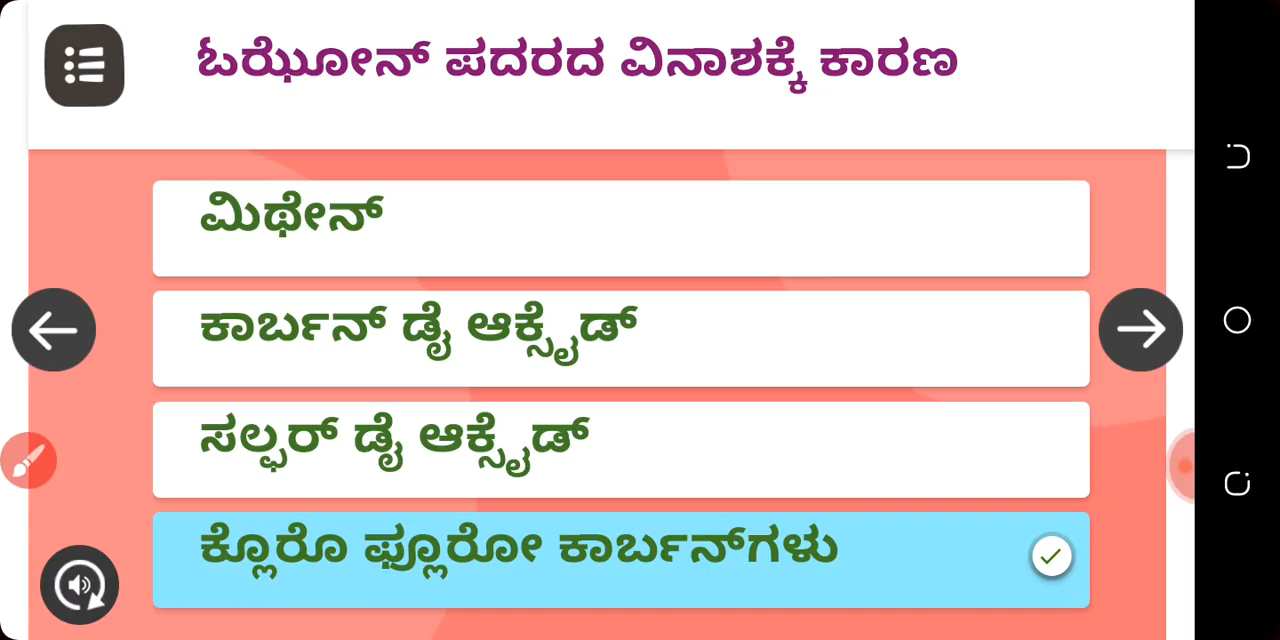 ಓಝೋನ್ ಪದರದ ವಿನಾಶಕ್ಕೆ ಕಾರಣ
ಮಿಥೇನ್
ಕಾರ್ಬನ್ ಡೈ ಆಕ್ಸೈಡ್
ಸಲ್ಫರ್ ಡೈ ಆಕ್ಸೈಡ್
ಕ್ಲೊರೊ ಫ್ಲೂರೋ ಕಾರ್ಬನ್‌ಗಳು